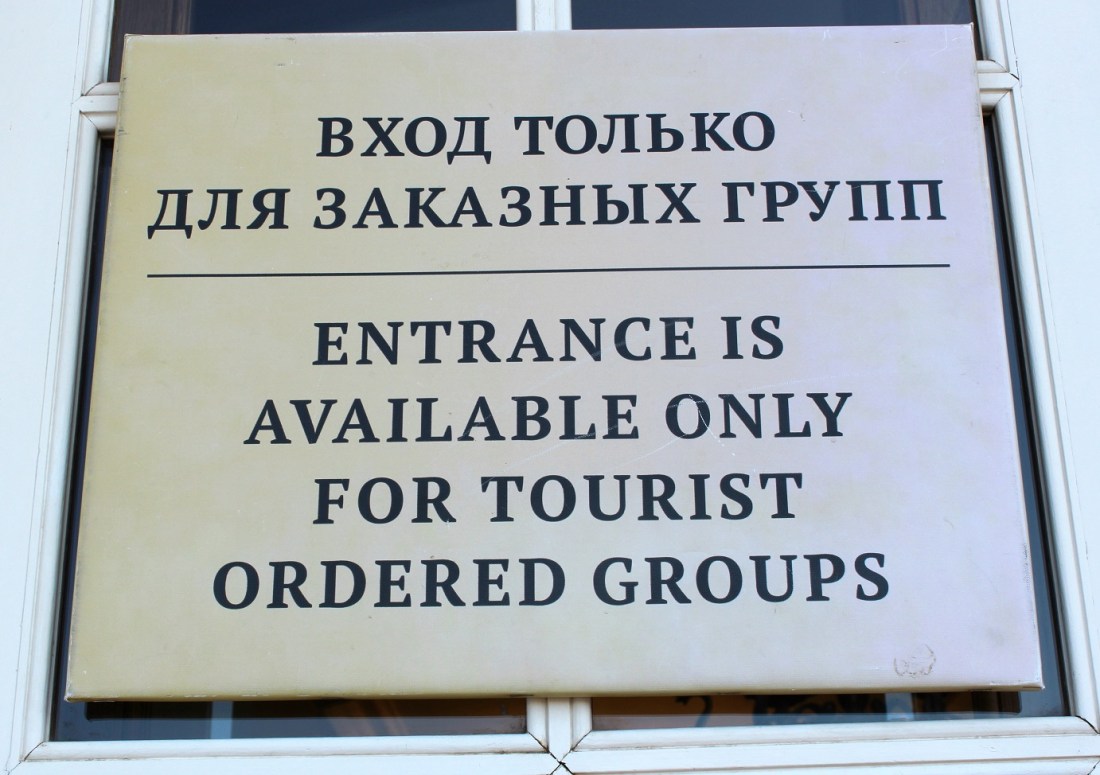 ВХОД ТОЛЬКО
ДЛЯ ЗАКАЗНЫХ ГРУПП
ENTRANCE IS
AVAILABLE ONLY
FOR TOURIST
ORDERED GROUPS